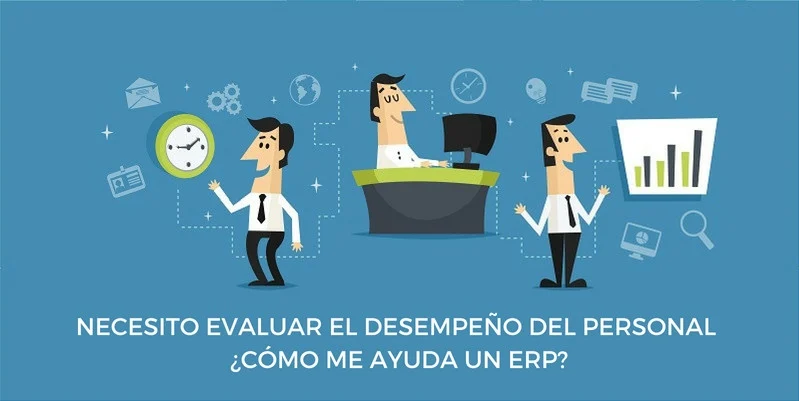 NECESITO EVALUAR EL DESEMPEÑO DEL PERSONAL
¿CÓMO ME AYUDA UN ERP?